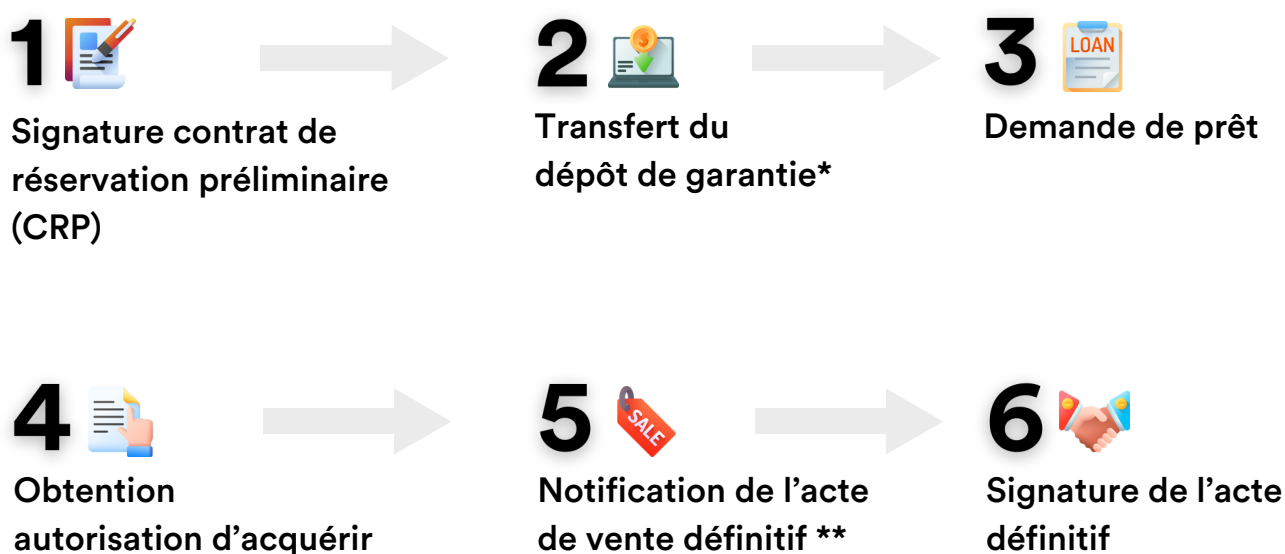 1
Signature contrat de
réservation préliminaire
(CRP)
2
Transfert du
dépôt de garantie*
3
LOAN
Demande de prêt
4
Obtention
autorisation d’acquérir
5
SALE
Notification de l’acte
de vente définitif **
6
Signature de l’acte
définitif